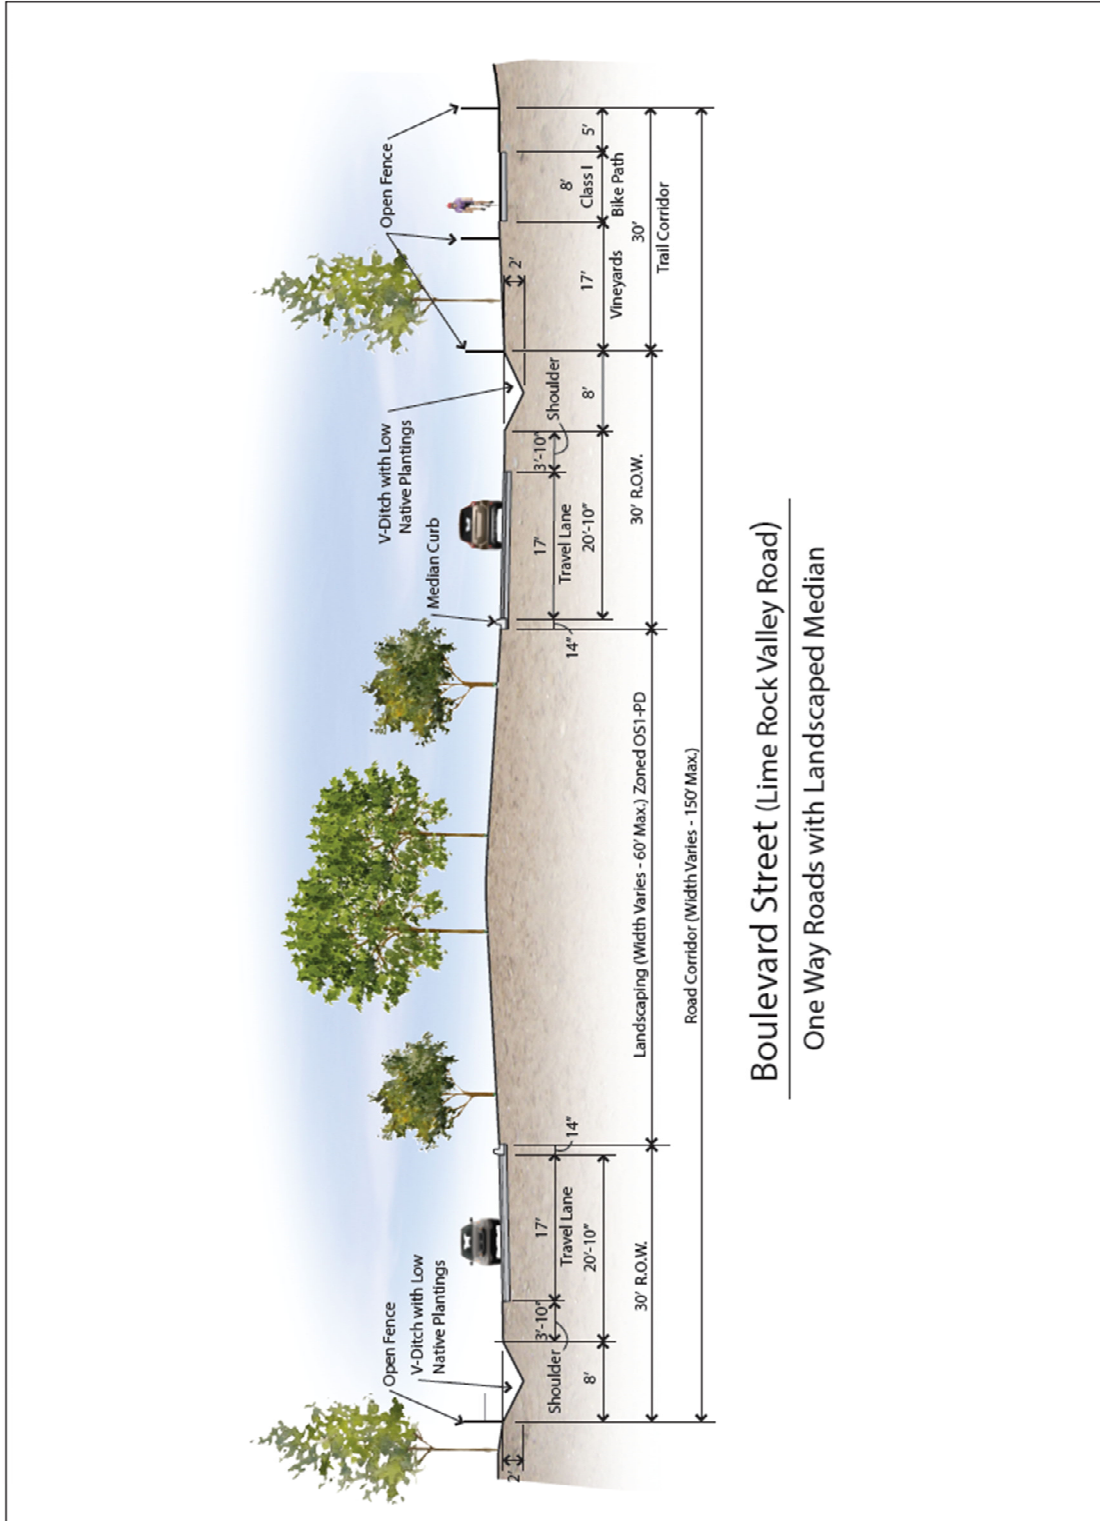 Open Fence
V-Ditch with Low
Native Plantings
Median Curb
V-Ditch with Low
Native Plantings
Open Fence
2'
2'
Shoulder
3'-10"
17'
Travel Lane
14"
14"
17'
Travel Lane
3'-10"
Shoulder
8'
Class I
Bike Path
5'
8'
20'-10"
20'-10"
8'
17'
Vineyards
30' R.O.W.
Landscaping (Width Varies - 60' Max.) Zoned OS1-PD
30' R.O.W.
30'
Trail Corridor
Road Corridor (Width Varies - 150' Max.)
Boulevard Street (Lime Rock Valley Road)
One Way Roads with Landscaped Median